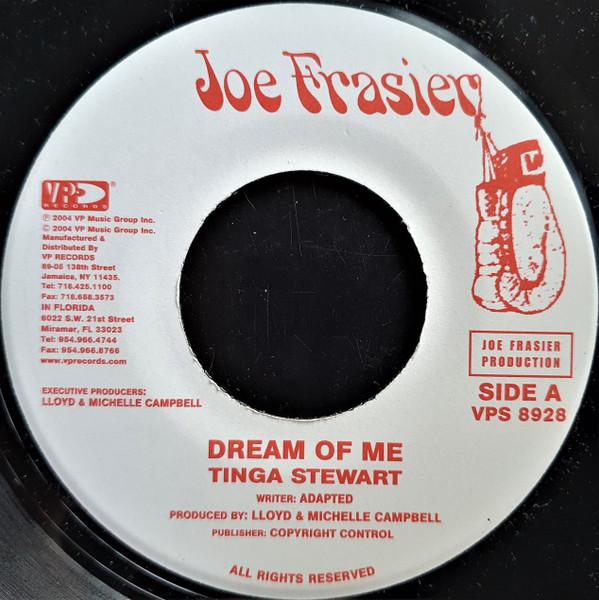 Joe Frasier
V
VP
RECORDS
®
℗ 2004 VP Music Group Inc.
© 2004 VP Music Group Inc.
Manufactured &
Distributed By
VP RECORDS
89-05 138th Street
Jamaica, NY 11435.
Tel: 718.425.1100
Fax: 718.658.3573
IN FLORIDA
6022 S.W. 21st Street
Miramar, FL 33023
Tel: 954.966.4744
Fax: 954.966.8766
www.vprecords.com
EXECUTIVE PRODUCERS:
LLOYD & MICHELLE CAMPBELL
JOE FRASIER
PRODUCTION
SIDE A
VPS 8928
DREAM OF ME
TINGA STEWART
WRITER: ADAPTED
PRODUCED BY: LLOYD & MICHELLE CAMPBELL
PUBLISHER: COPYRIGHT CONTROL
ALL RIGHTS RESERVED